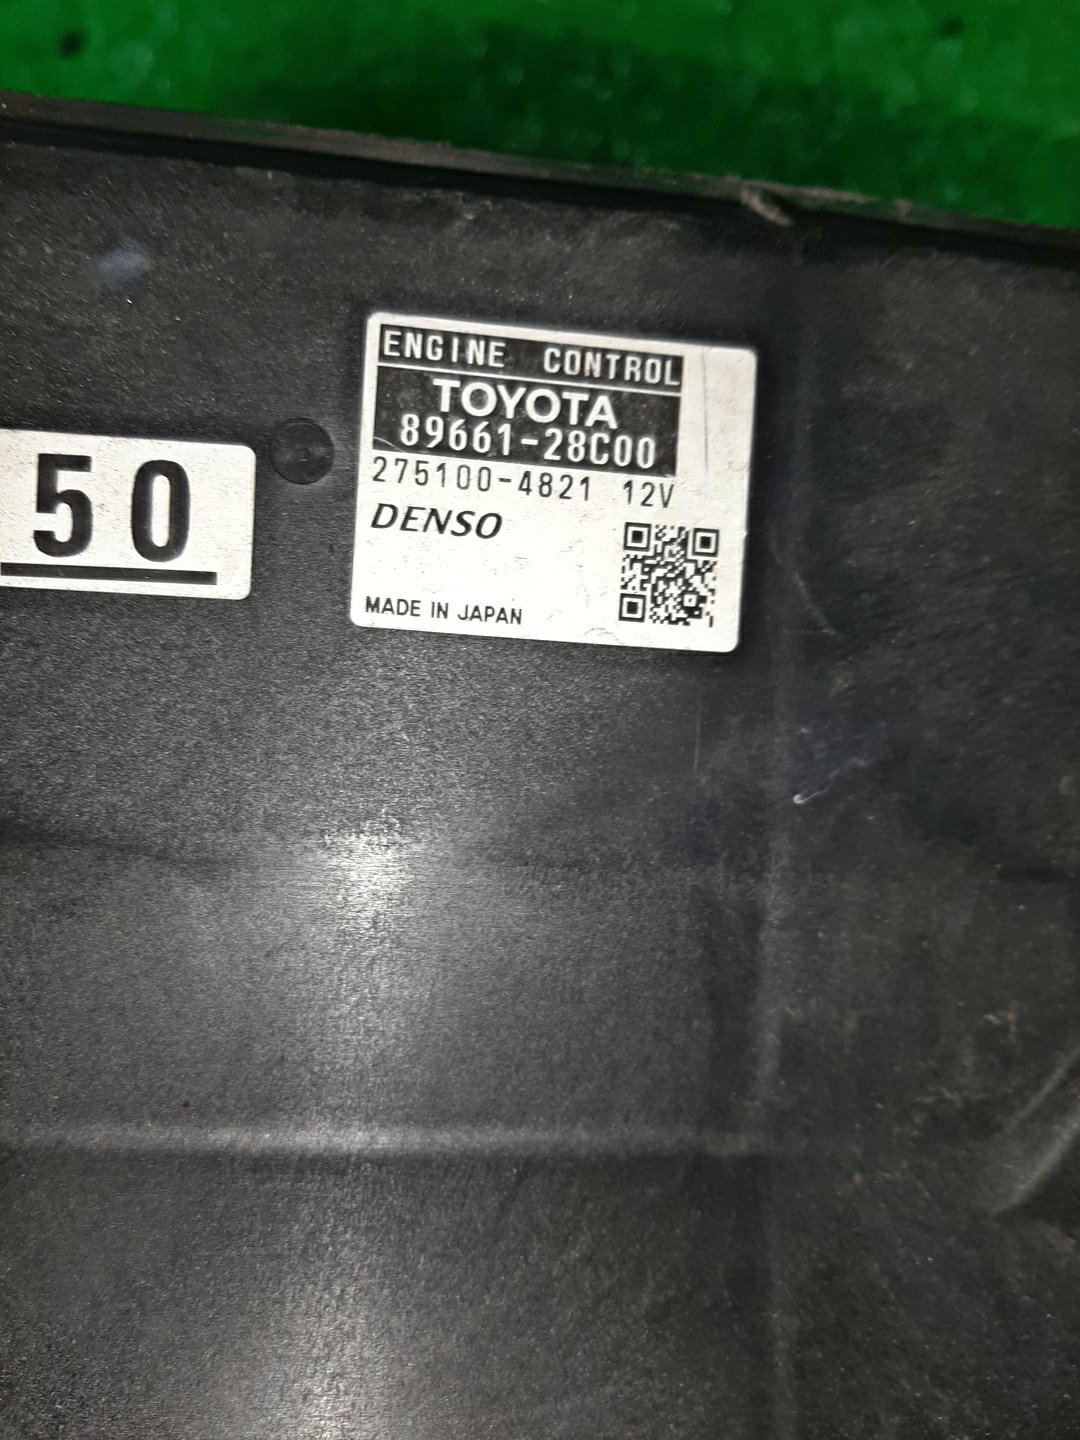 ENGINE CONTROL
TOYOTA
89661-28C00
275100-4821 12V
DENSO
MADE IN JAPAN
50